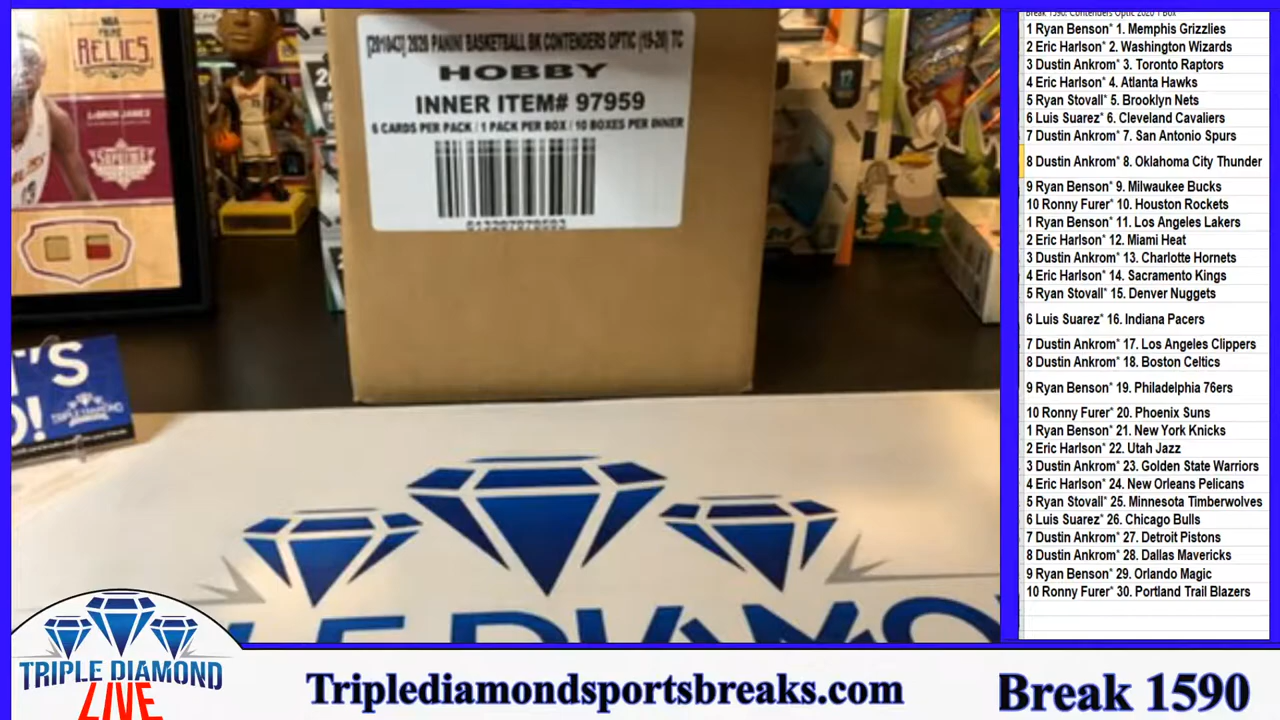 NBA
PRIME
RELICS
LEBRON JAMES
SUPREME
[201043] 2020 PANINI BASKETBALL BK CONTENDERS OPTIC (19-20) TC
HOBBY
INNER ITEM# 97959
6 CARDS PER PACK / 1 PACK PER BOX / 10 BOXES PER INNER
T'S
O!
TRIPLE DIAMOND
17
Break 1590: Contenders Optic 2020 1 Box
1 Ryan Benson* 1. Memphis Grizzlies
2 Eric Harlson* 2. Washington Wizards
3 Dustin Ankrom* 3. Toronto Raptors
4 Eric Harlson* 4. Atlanta Hawks
5 Ryan Stovall* 5. Brooklyn Nets
6 Luis Suarez* 6. Cleveland Cavaliers
7 Dustin Ankrom* 7. San Antonio Spurs
8 Dustin Ankrom* 8. Oklahoma City Thunder
9 Ryan Benson* 9. Milwaukee Bucks
10 Ronny Furer* 10. Houston Rockets
1 Ryan Benson* 11. Los Angeles Lakers
2 Eric Harlson* 12. Miami Heat
3 Dustin Ankrom* 13. Charlotte Hornets
4 Eric Harlson* 14. Sacramento Kings
5 Ryan Stovall* 15. Denver Nuggets
6 Luis Suarez* 16. Indiana Pacers
7 Dustin Ankrom* 17. Los Angeles Clippers
8 Dustin Ankrom* 18. Boston Celtics
9 Ryan Benson* 19. Philadelphia 76ers
10 Ronny Furer* 20. Phoenix Suns
1 Ryan Benson* 21. New York Knicks
2 Eric Harlson* 22. Utah Jazz
3 Dustin Ankrom* 23. Golden State Warriors
4 Eric Harlson* 24. New Orleans Pelicans
5 Ryan Stovall* 25. Minnesota Timberwolves
6 Luis Suarez* 26. Chicago Bulls
7 Dustin Ankrom* 27. Detroit Pistons
8 Dustin Ankrom* 28. Dallas Mavericks
9 Ryan Benson* 29. Orlando Magic
10 Ronny Furer* 30. Portland Trail Blazers
PLE DIAMO
TRIPLE DIAMOND
LIVE
Triplediamondsportsbreaks.com
Break 1590